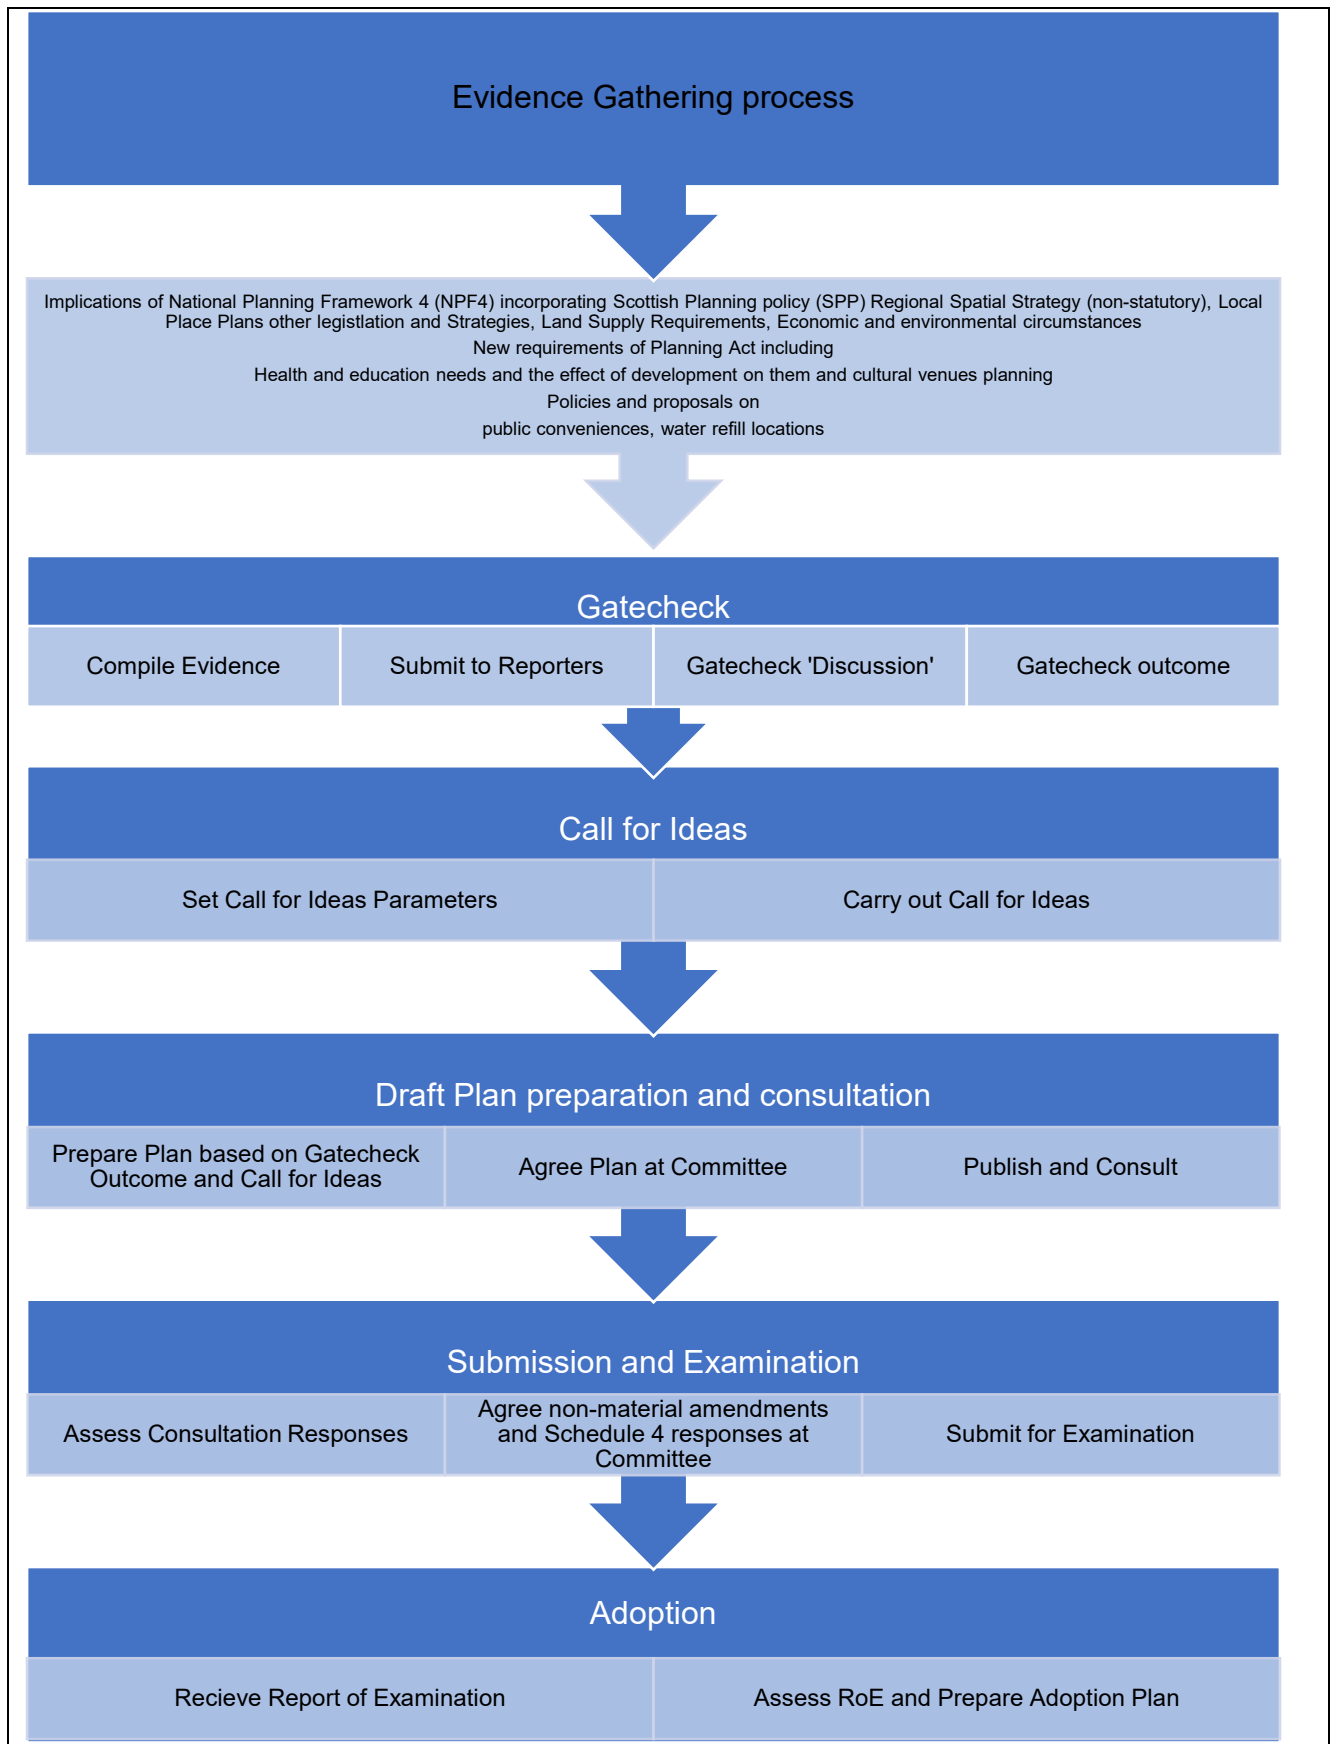 Evidence Gathering process
Implications of National Planning Framework 4 (NPF4) incorporating Scottish Planning policy (SPP) Regional Spatial Strategy (non-statutory), Local
Place Plans other legistlation and Strategies, Land Supply Requirements, Economic and environmental circumstances
New requirements of Planning Act including
Health and education needs and the effect of development on them and cultural venues planning
Policies and proposals on
public conveniences, water refill locations
Gatecheck
Compile Evidence
Submit to Reporters
Gatecheck 'Discussion'
Gatecheck outcome
Call for Ideas
Set Call for Ideas Parameters
Carry out Call for Ideas
Draft Plan preparation and consultation
Prepare Plan based on Gatecheck
Outcome and Call for Ideas
Agree Plan at Committee
Publish and Consult
Submission and Examination
Assess Consultation Responses
Agree non-material amendments
and Schedule 4 responses at
Committee
Submit for Examination
Adoption
Recieve Report of Examination
Assess RoE and Prepare Adoption Plan